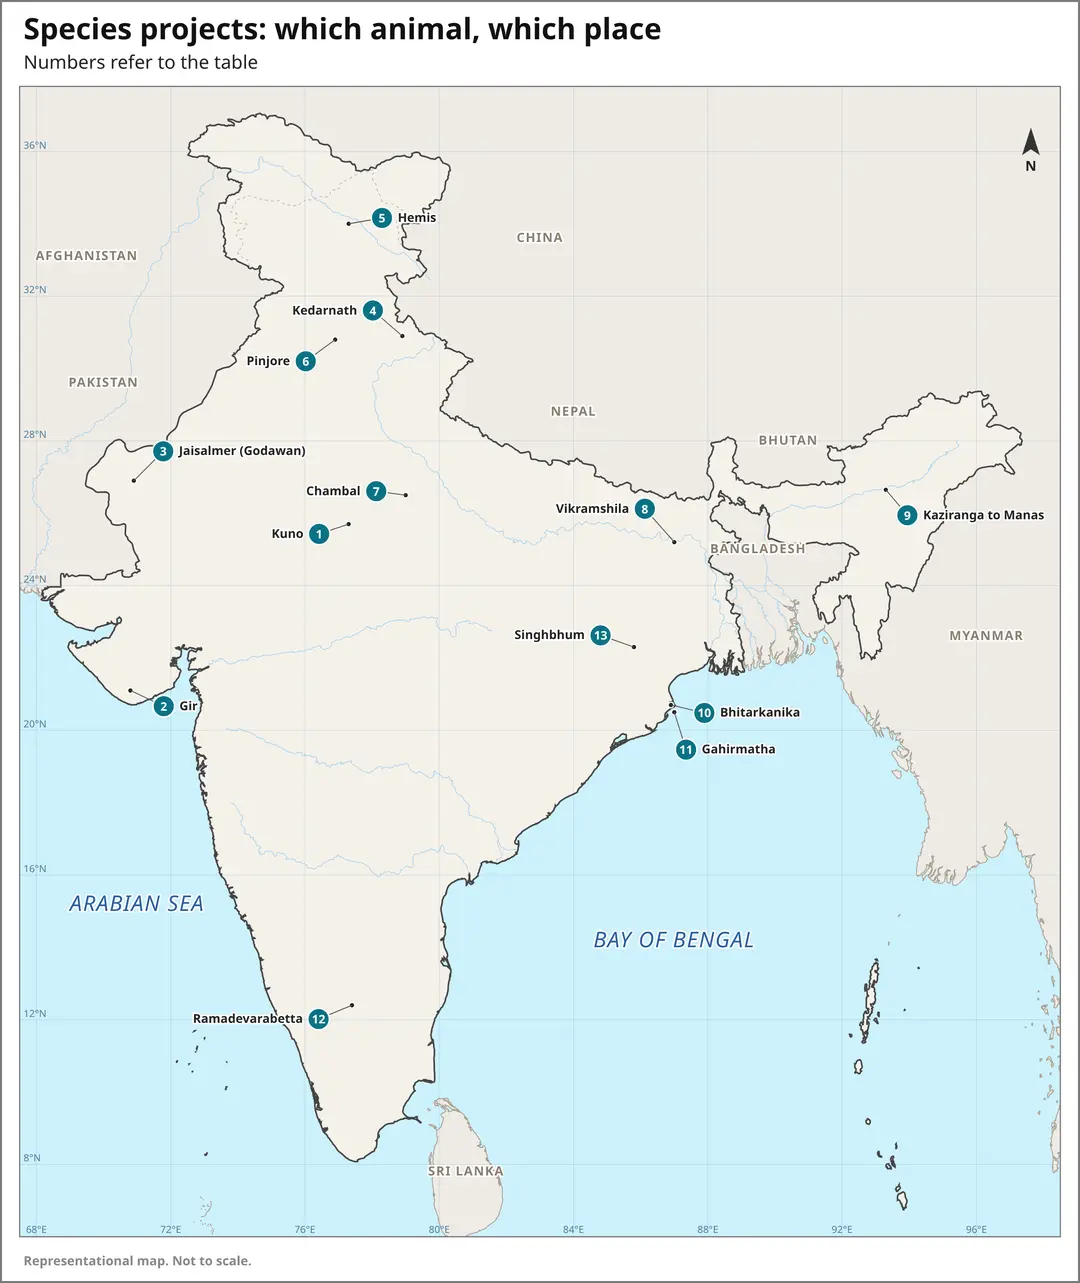 Species projects: which animal, which place
Numbers refer to the table
36°N
N
5 Hemis
CHINA
AFGHANISTAN
32°N
Kedarnath 4
Pinjore 6
PAKISTAN
NEPAL
28°N
BHUTAN
3 Jaisalmer (Godawan)
Chambal 7
Vikramshila 8
9 Kaziranga to Manas
Kuno 1
BANGLADESH
24°N
Singhbhum 13
MYANMAR
2 Gir
10 Bhitarkanika
20°N
11 Gahirmatha
16°N
ARABIAN SEA
BAY OF BENGAL
12°N
Ramadevarabetta 12
8°N
SRI LANKA
68°E 72°E 76°E 80°E 84°E 88°E 92°E 96°E
Representational map. Not to scale.